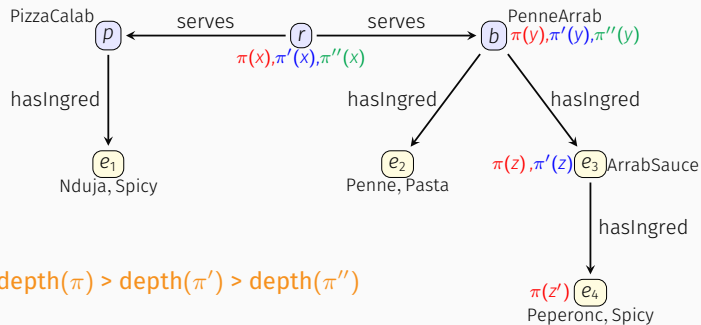 PizzaCalab
p
serves
r
serves
PenneArrab
b
π(y),π′(y),π″(y)
π(x),π′(x),π″(x)
hasIngred
hasIngred
hasIngred
e₁
Nduja, Spicy
e₂
Penne, Pasta
π(z) ,π′(z)
e₃
ArrabSauce
hasIngred
depth(π) > depth(π′) > depth(π″)
π(z′)
e₄
Peperonc, Spicy